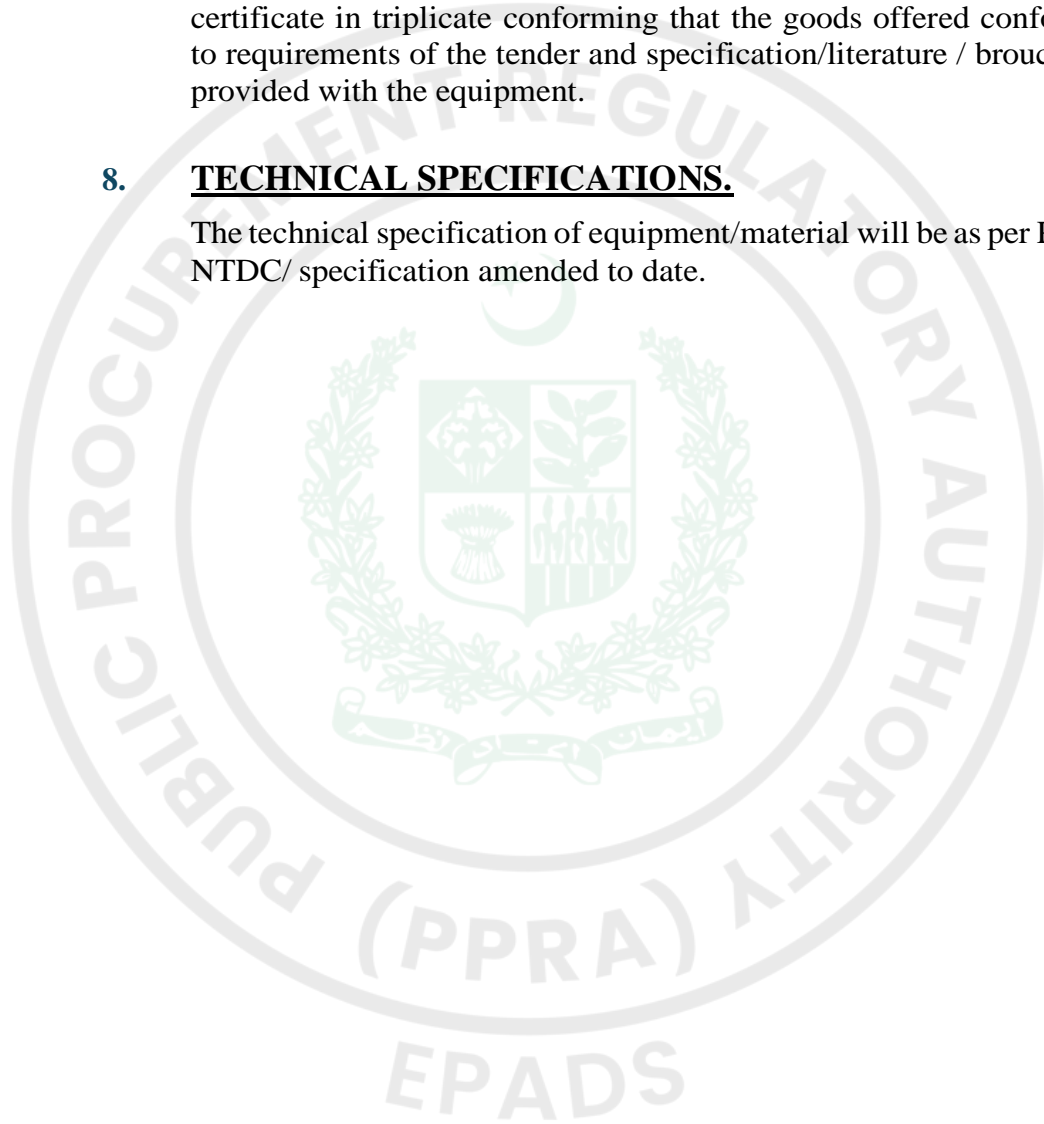 certificate in triplicate conforming that the goods offered
to requirements of the tender and specification/literature /
provided with the equipment.
8. TECHNICAL SPECIFICATIONS.
The technical specification of equipment/material will be as per
NTDC/ specification amended to date.
PUBLIC PROCUREMENT REGULATORY AUTHORITY
(PPRA)
EPADS